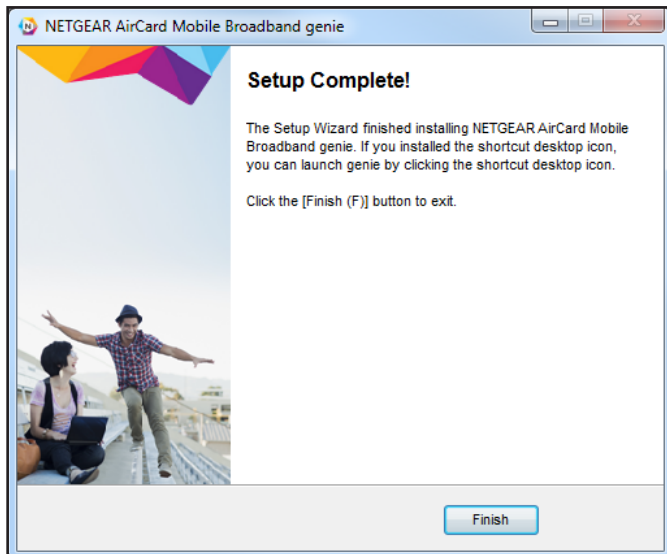 NETGEAR AirCard Mobile Broadband genie
Setup Complete!
The Setup Wizard finished installing NETGEAR AirCard Mobile
Broadband genie. If you installed the shortcut desktop icon,
you can launch genie by clicking the shortcut desktop icon.
Click the [Finish (F)] button to exit.
Finish